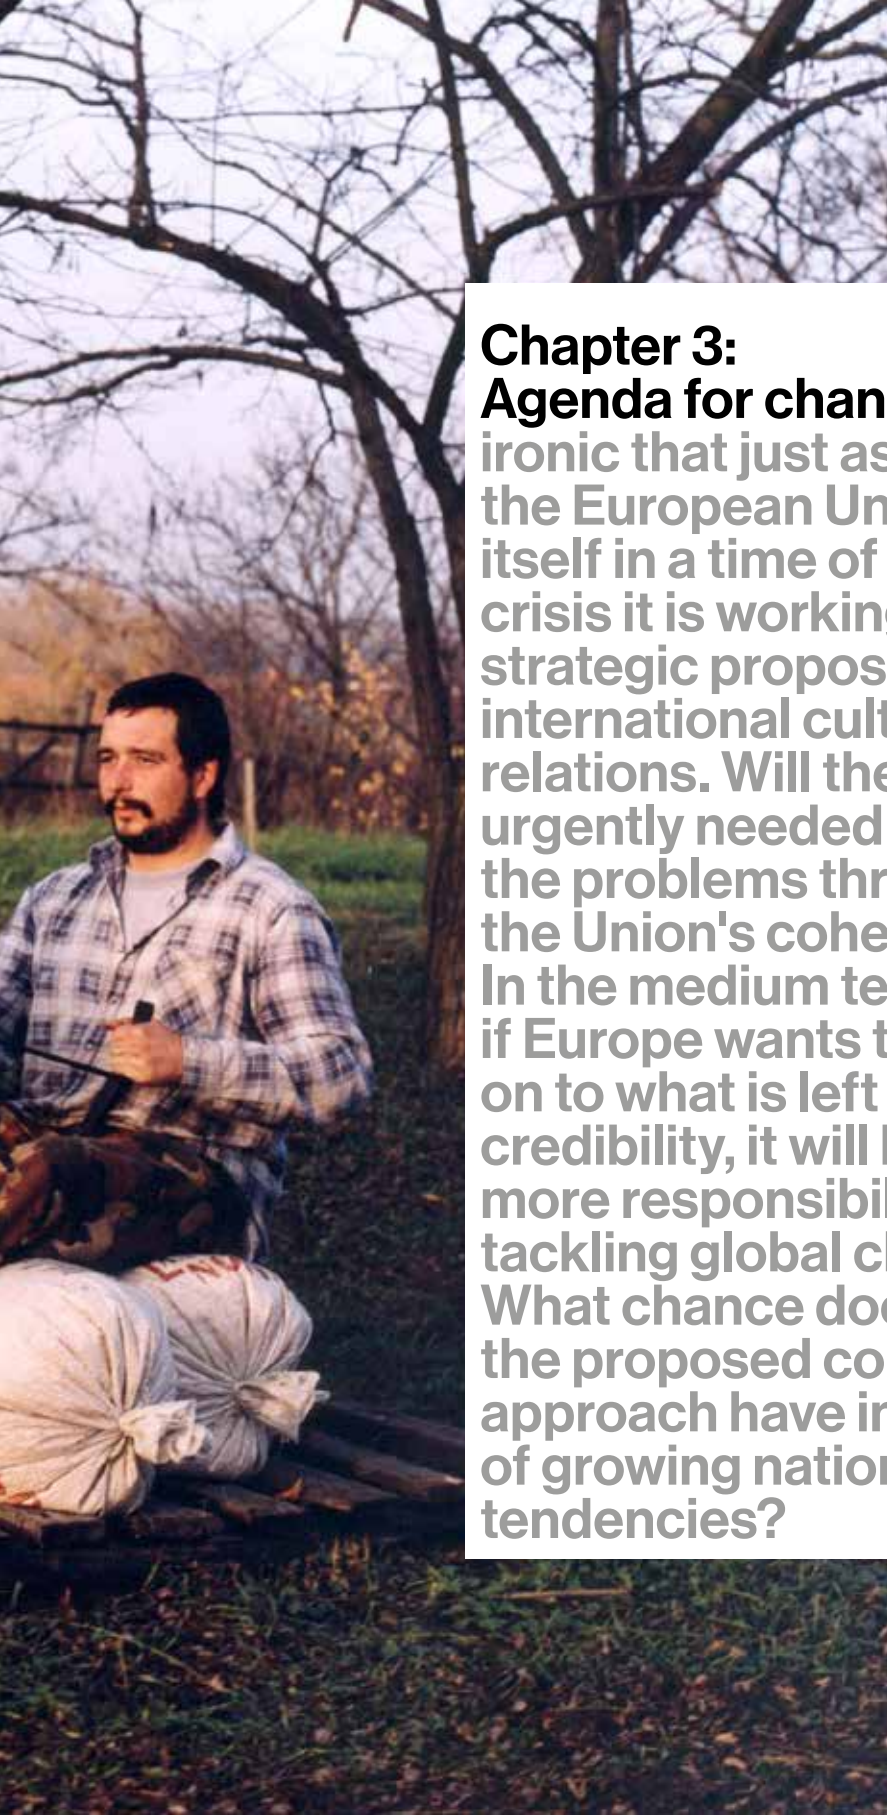 Chapter 3:
Agenda for chan
ironic that just as
the European Un
itself in a time of
crisis it is working
strategic propos
international cult
relations. Will the
urgently needed
the problems thr
the Union's cohe
In the medium te
if Europe wants t
on to what is left
credibility, it will
more responsibil
tackling global c
What chance doe
the proposed co
approach have in
of growing nation
tendencies?